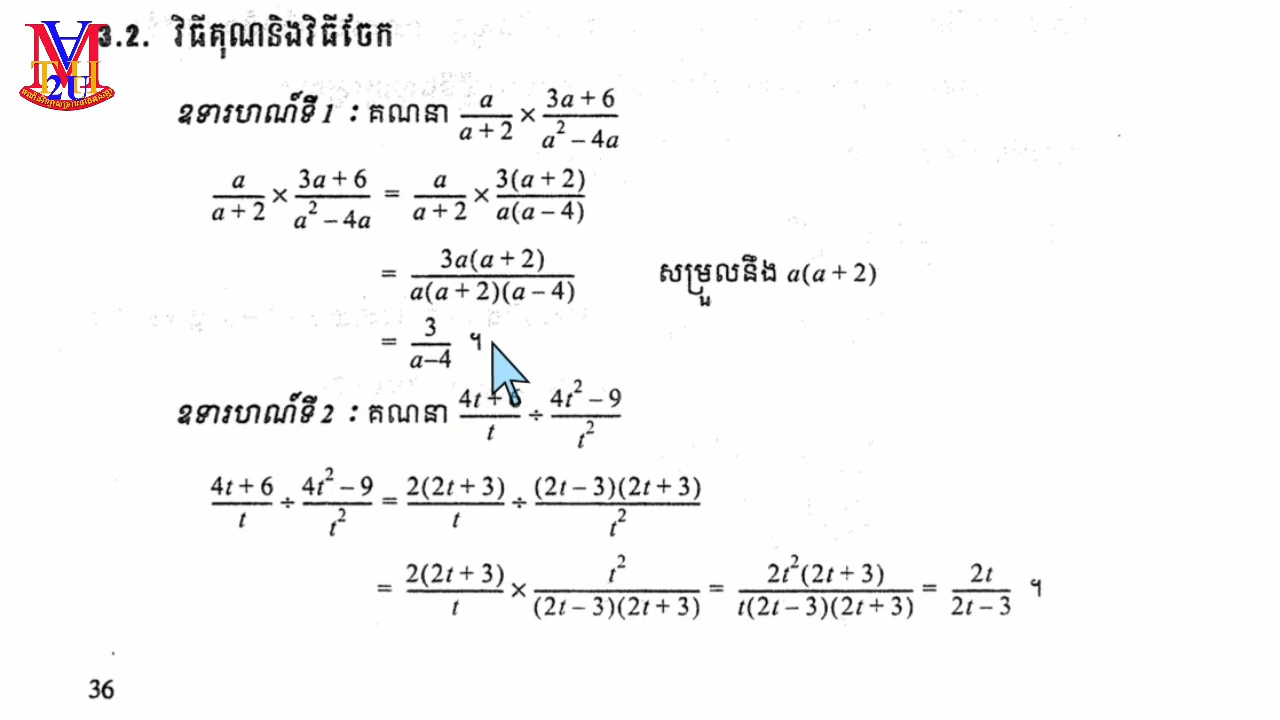 3.2. វិធីគុណនិងវិធីចែក
MATH
2U
ឧទាហរណ៍ទី 1 : គណនា a/(a + 2) × (3a + 6)/(a² – 4a)
a/(a + 2) × (3a + 6)/(a² – 4a) = a/(a + 2) × 3(a + 2)/a(a – 4)
= 3a(a + 2)/a(a + 2)(a – 4) សម្រួលនឹង a(a + 2)
= 3/(a–4) ។
ឧទាហរណ៍ទី 2 : គណនា (4t + 6)/t ÷ (4t² – 9)/t²
(4t + 6)/t ÷ (4t² – 9)/t² = 2(2t + 3)/t ÷ (2t – 3)(2t + 3)/t²
= 2(2t + 3)/t × t²/(2t – 3)(2t + 3) = 2t²(2t + 3)/t(2t – 3)(2t + 3) = 2t/(2t – 3) ។
36